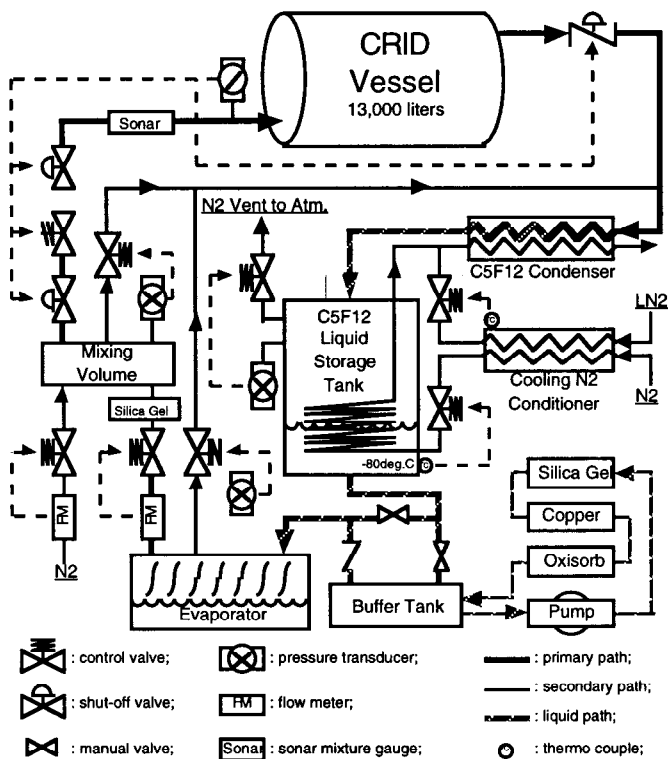 CRID
Vessel
13,000 liters
Sonar
N2 Vent to Atm.
C5F12 Condenser
C5F12
Liquid
Storage
Tank
LN2
Mixing
Volume
Cooling N2
Conditioner
N2
Silica Gel
-80deg.C
c
c
Silica Gel
Copper
Oxisorb
FM
FM
N2
Evaporator
Buffer Tank
Pump
: control valve;
: pressure transducer;
: primary path;
: shut-off valve;
FM
: flow meter;
: secondary path;
: liquid path;
: manual valve;
Sonar
: sonar mixture gauge;
c
: thermo couple;